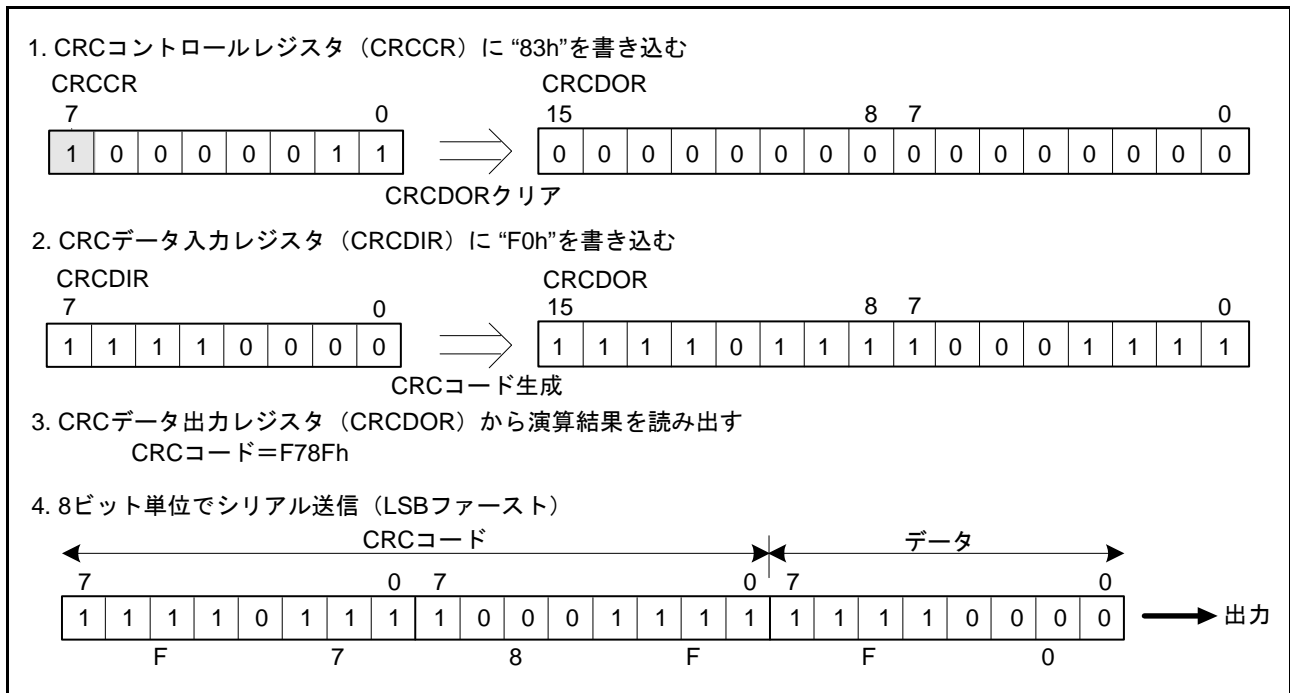 1. CRCコントロールレジスタ（CRCCR）に “83h”を書き込む
CRCCR CRCDOR
7 0 15 8 7 0
1 0 0 0 0 0 1 1 0 0 0 0 0 0 0 0 0 0 0 0 0 0 0 0
CRCDORクリア
2. CRCデータ入力レジスタ（CRCDIR）に “F0h”を書き込む
CRCDIR CRCDOR
7 0 15 8 7 0
1 1 1 1 0 0 0 0 1 1 1 1 0 1 1 1 1 0 0 0 1 1 1 1
CRCコード生成
3. CRCデータ出力レジスタ（CRCDOR）から演算結果を読み出す
CRCコード＝F78Fh
4. 8ビット単位でシリアル送信（LSBファースト）
CRCコード データ
7 0 7 0 7 0
1 1 1 1 0 1 1 1 1 0 0 0 1 1 1 1 1 1 1 1 0 0 0 0 出力
F 7 8 F F 0